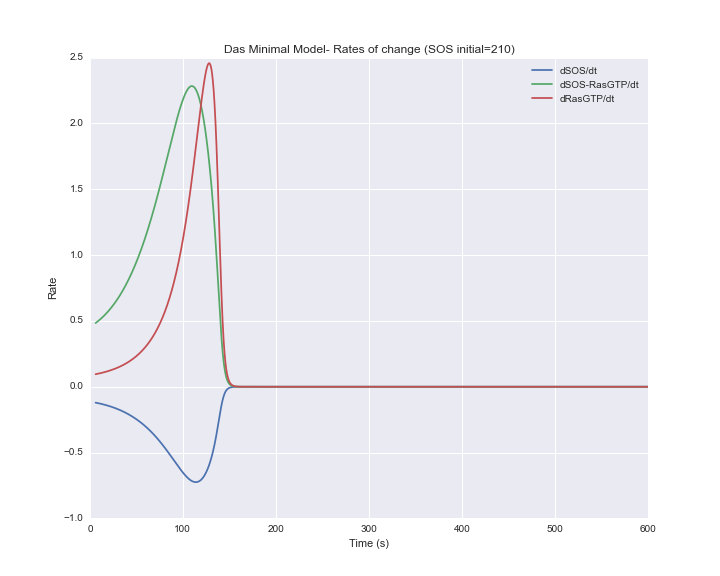 Das Minimal Model- Rates of change (SOS initial=210)
dSOS/dt
dSOS-RasGTP/dt
dRasGTP/dt
2.5
2.0
1.5
1.0
0.5
0.0
−0.5
−1.0
Rate
0 100 200 300 400 500 600
Time (s)